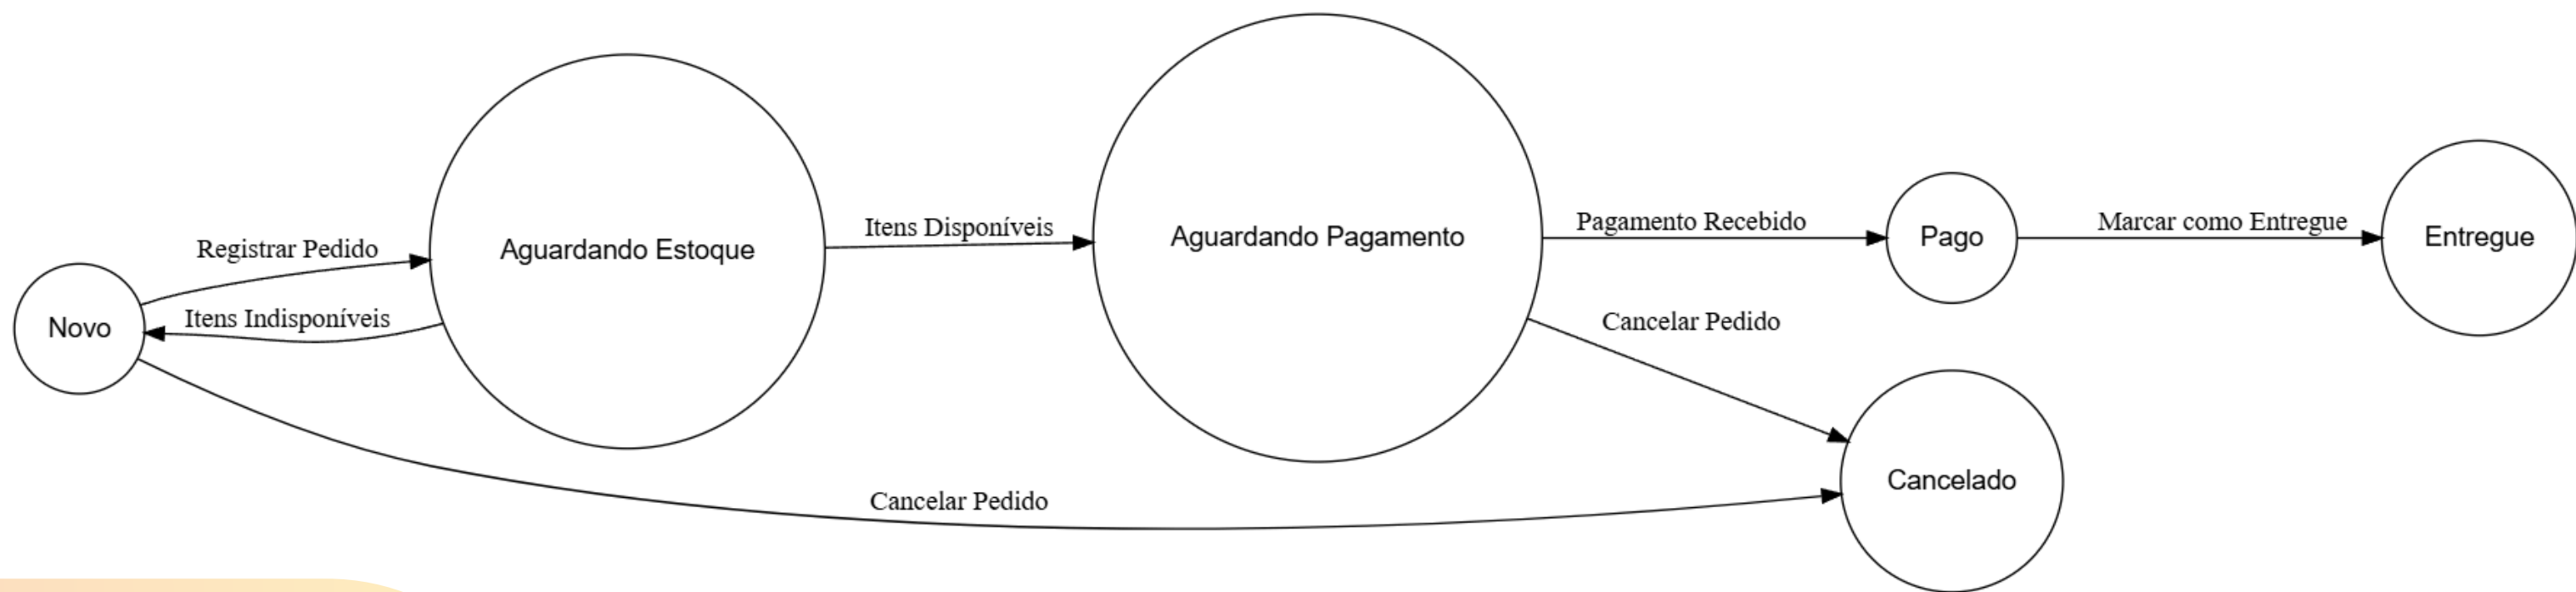 Novo
Registrar Pedido
Itens Indisponíveis
Aguardando Estoque
Itens Disponíveis
Aguardando Pagamento
Pagamento Recebido
Pago
Marcar como Entregue
Entregue
Cancelar Pedido
Cancelar Pedido
Cancelado